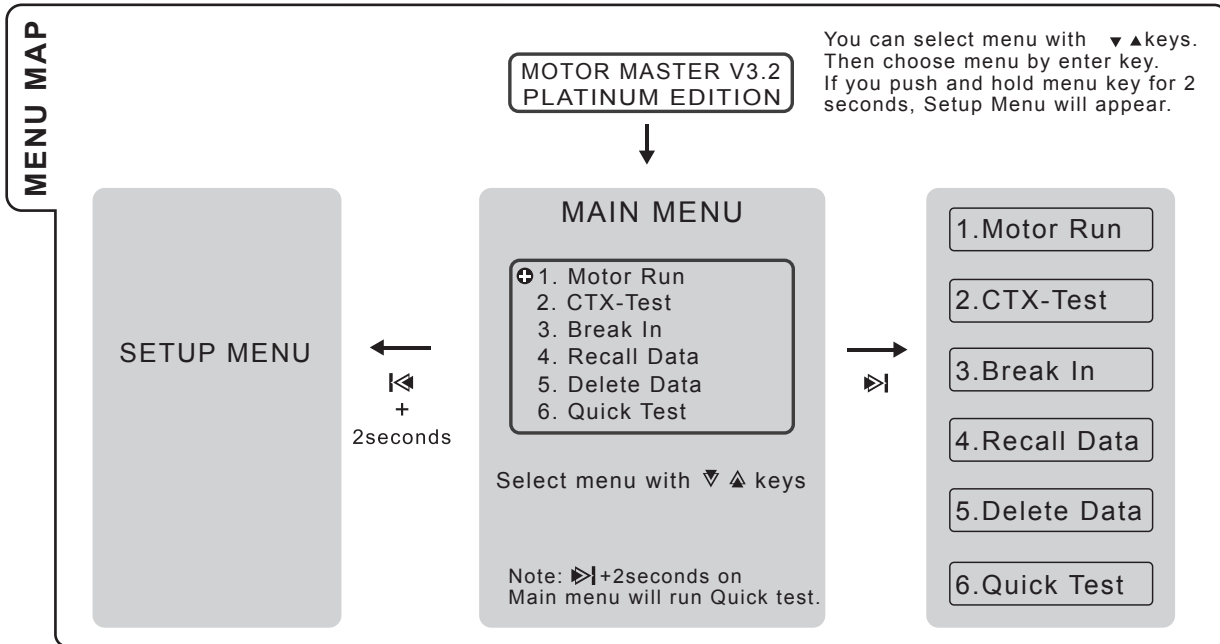 MENU MAP
MOTOR MASTER V3.2
PLATINUM EDITION
You can select menu with ▼ ▲keys.
Then choose menu by enter key.
If you push and hold menu key for 2
seconds, Setup Menu will appear.
SETUP MENU
+
2seconds
MAIN MENU
1. Motor Run
2. CTX-Test
3. Break In
4. Recall Data
5. Delete Data
6. Quick Test
Select menu with ▼ ▲ keys
Note: +2seconds on
Main menu will run Quick test.
1.Motor Run
2.CTX-Test
3.Break In
4.Recall Data
5.Delete Data
6.Quick Test